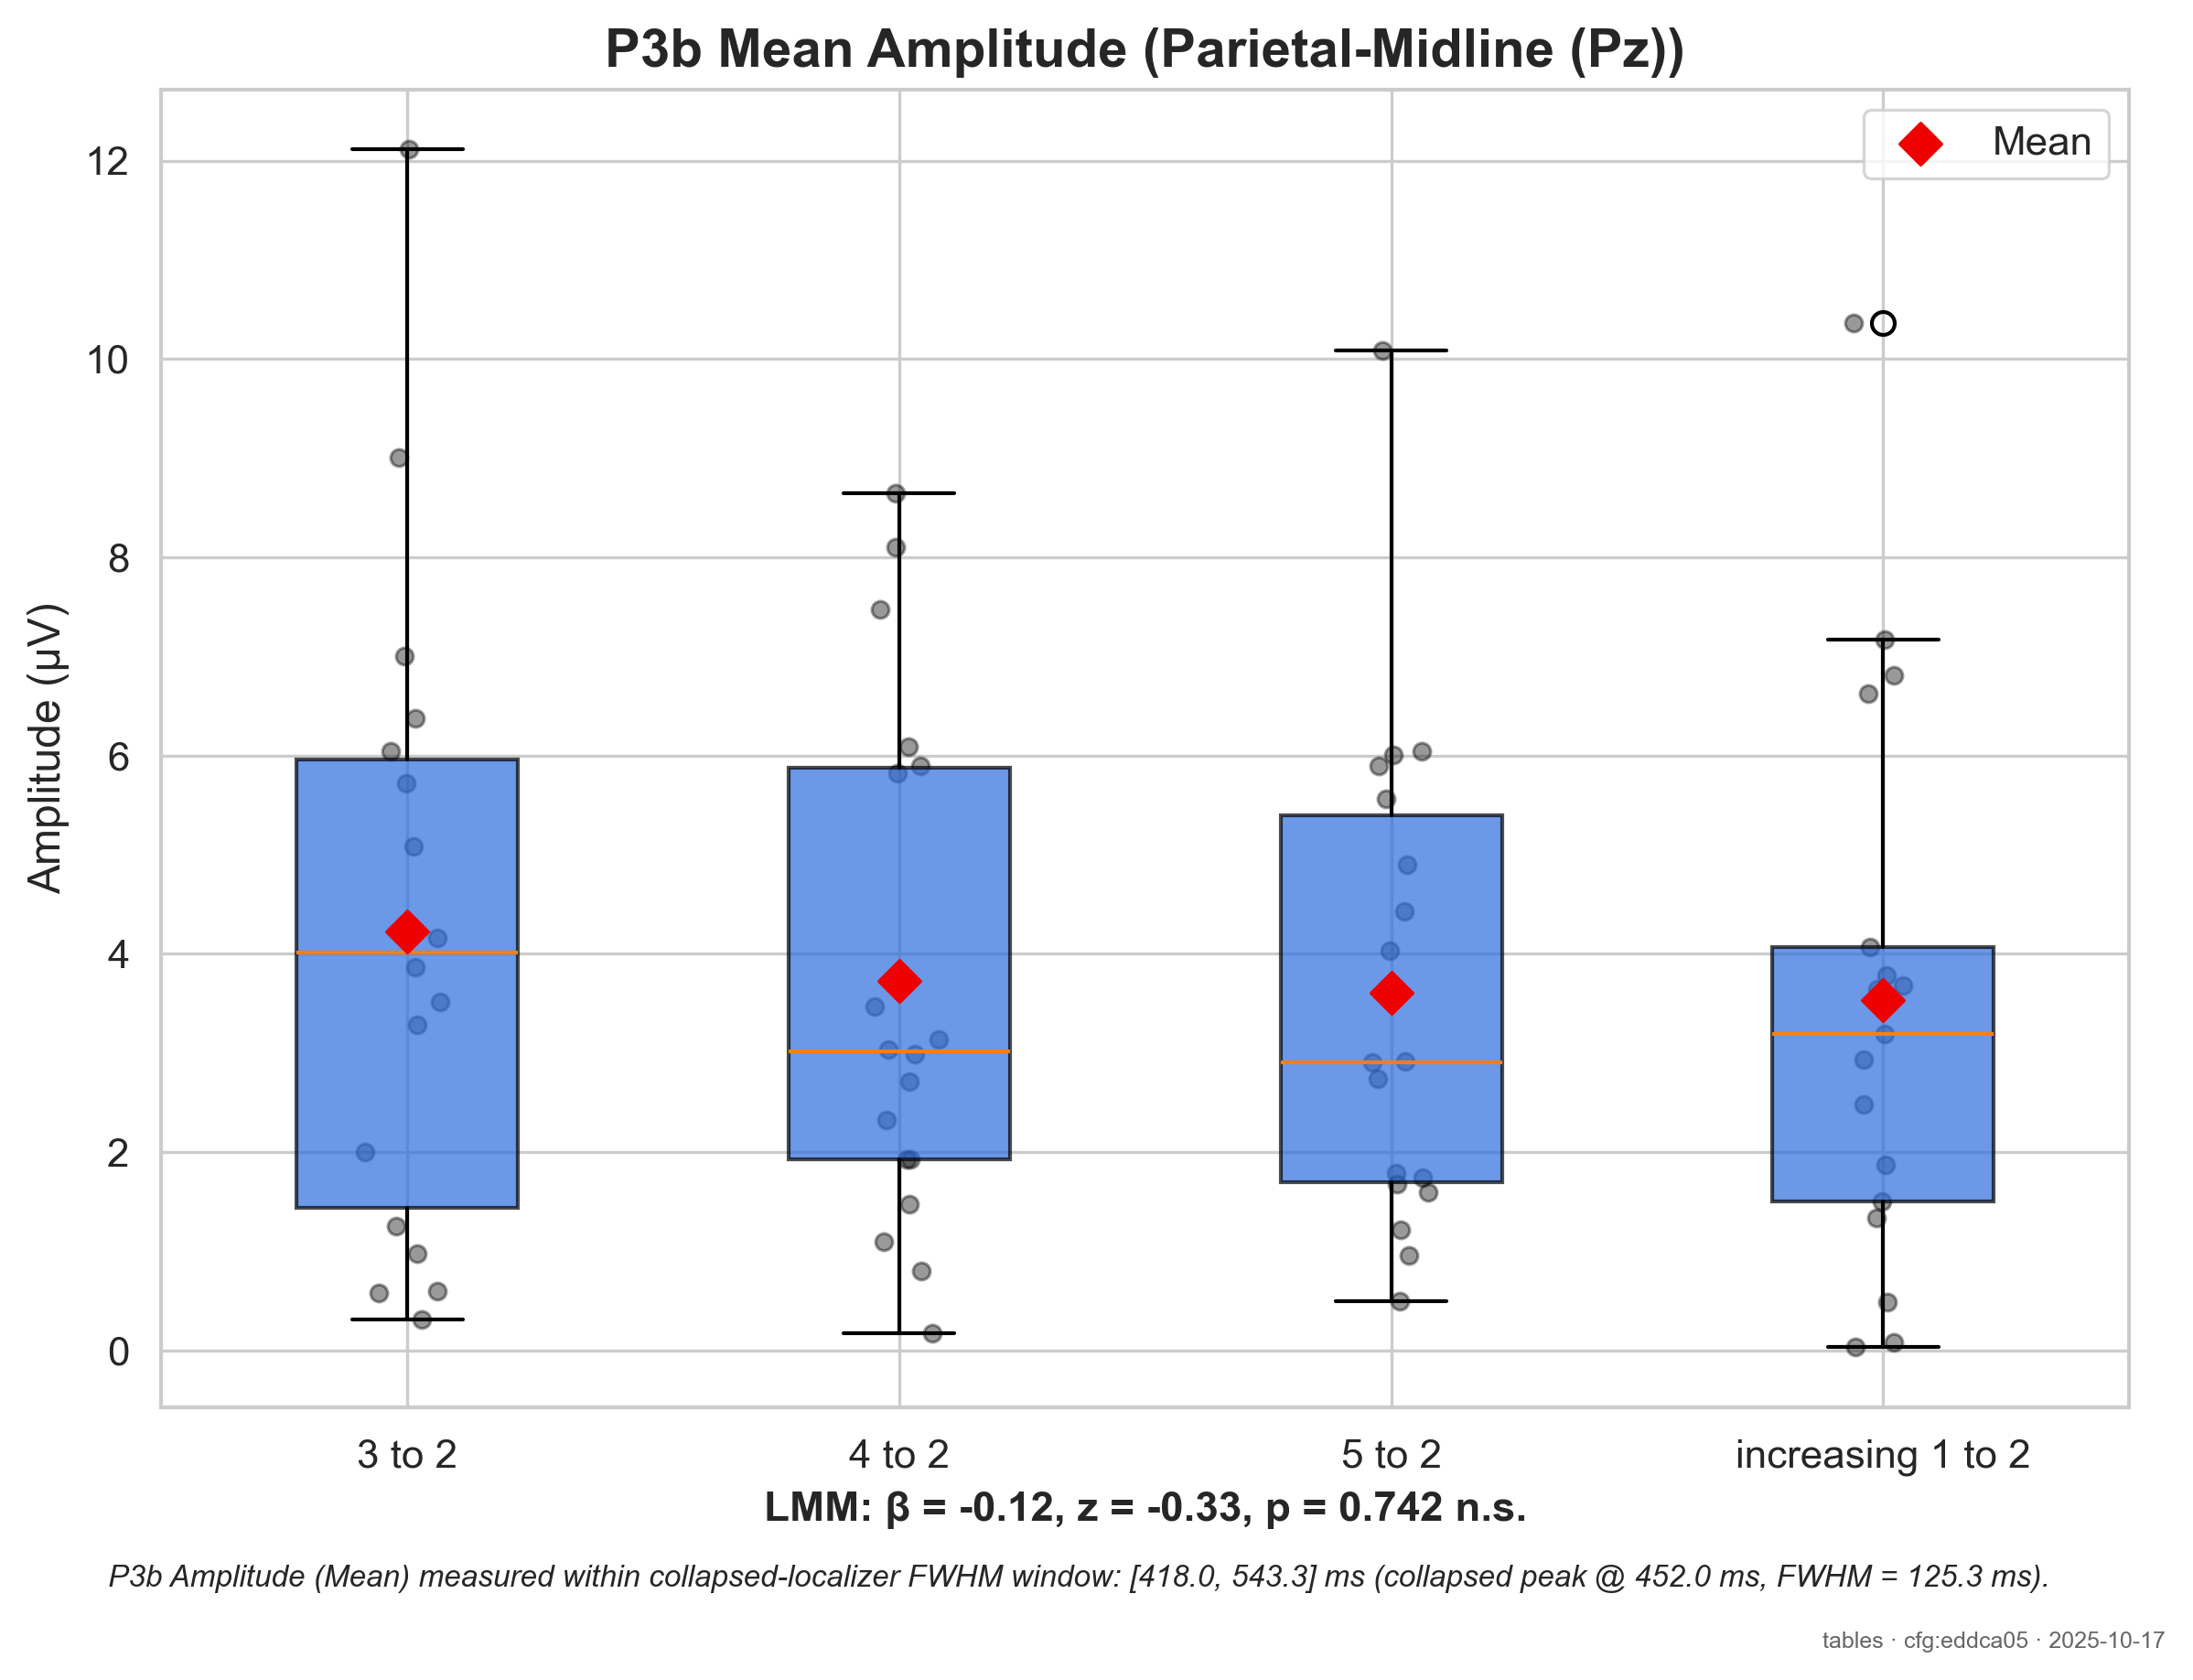 P3b Mean Amplitude (Parietal-Midline (Pz))
Mean
Amplitude (µV)
12
10
8
6
4
2
0
3 to 2
4 to 2
5 to 2
increasing 1 to 2
LMM: β = -0.12, z = -0.33, p = 0.742 n.s.
P3b Amplitude (Mean) measured within collapsed-localizer FWHM window: [418.0, 543.3] ms (collapsed peak @ 452.0 ms, FWHM = 125.3 ms).
tables · cfg:eddca05 · 2025-10-17